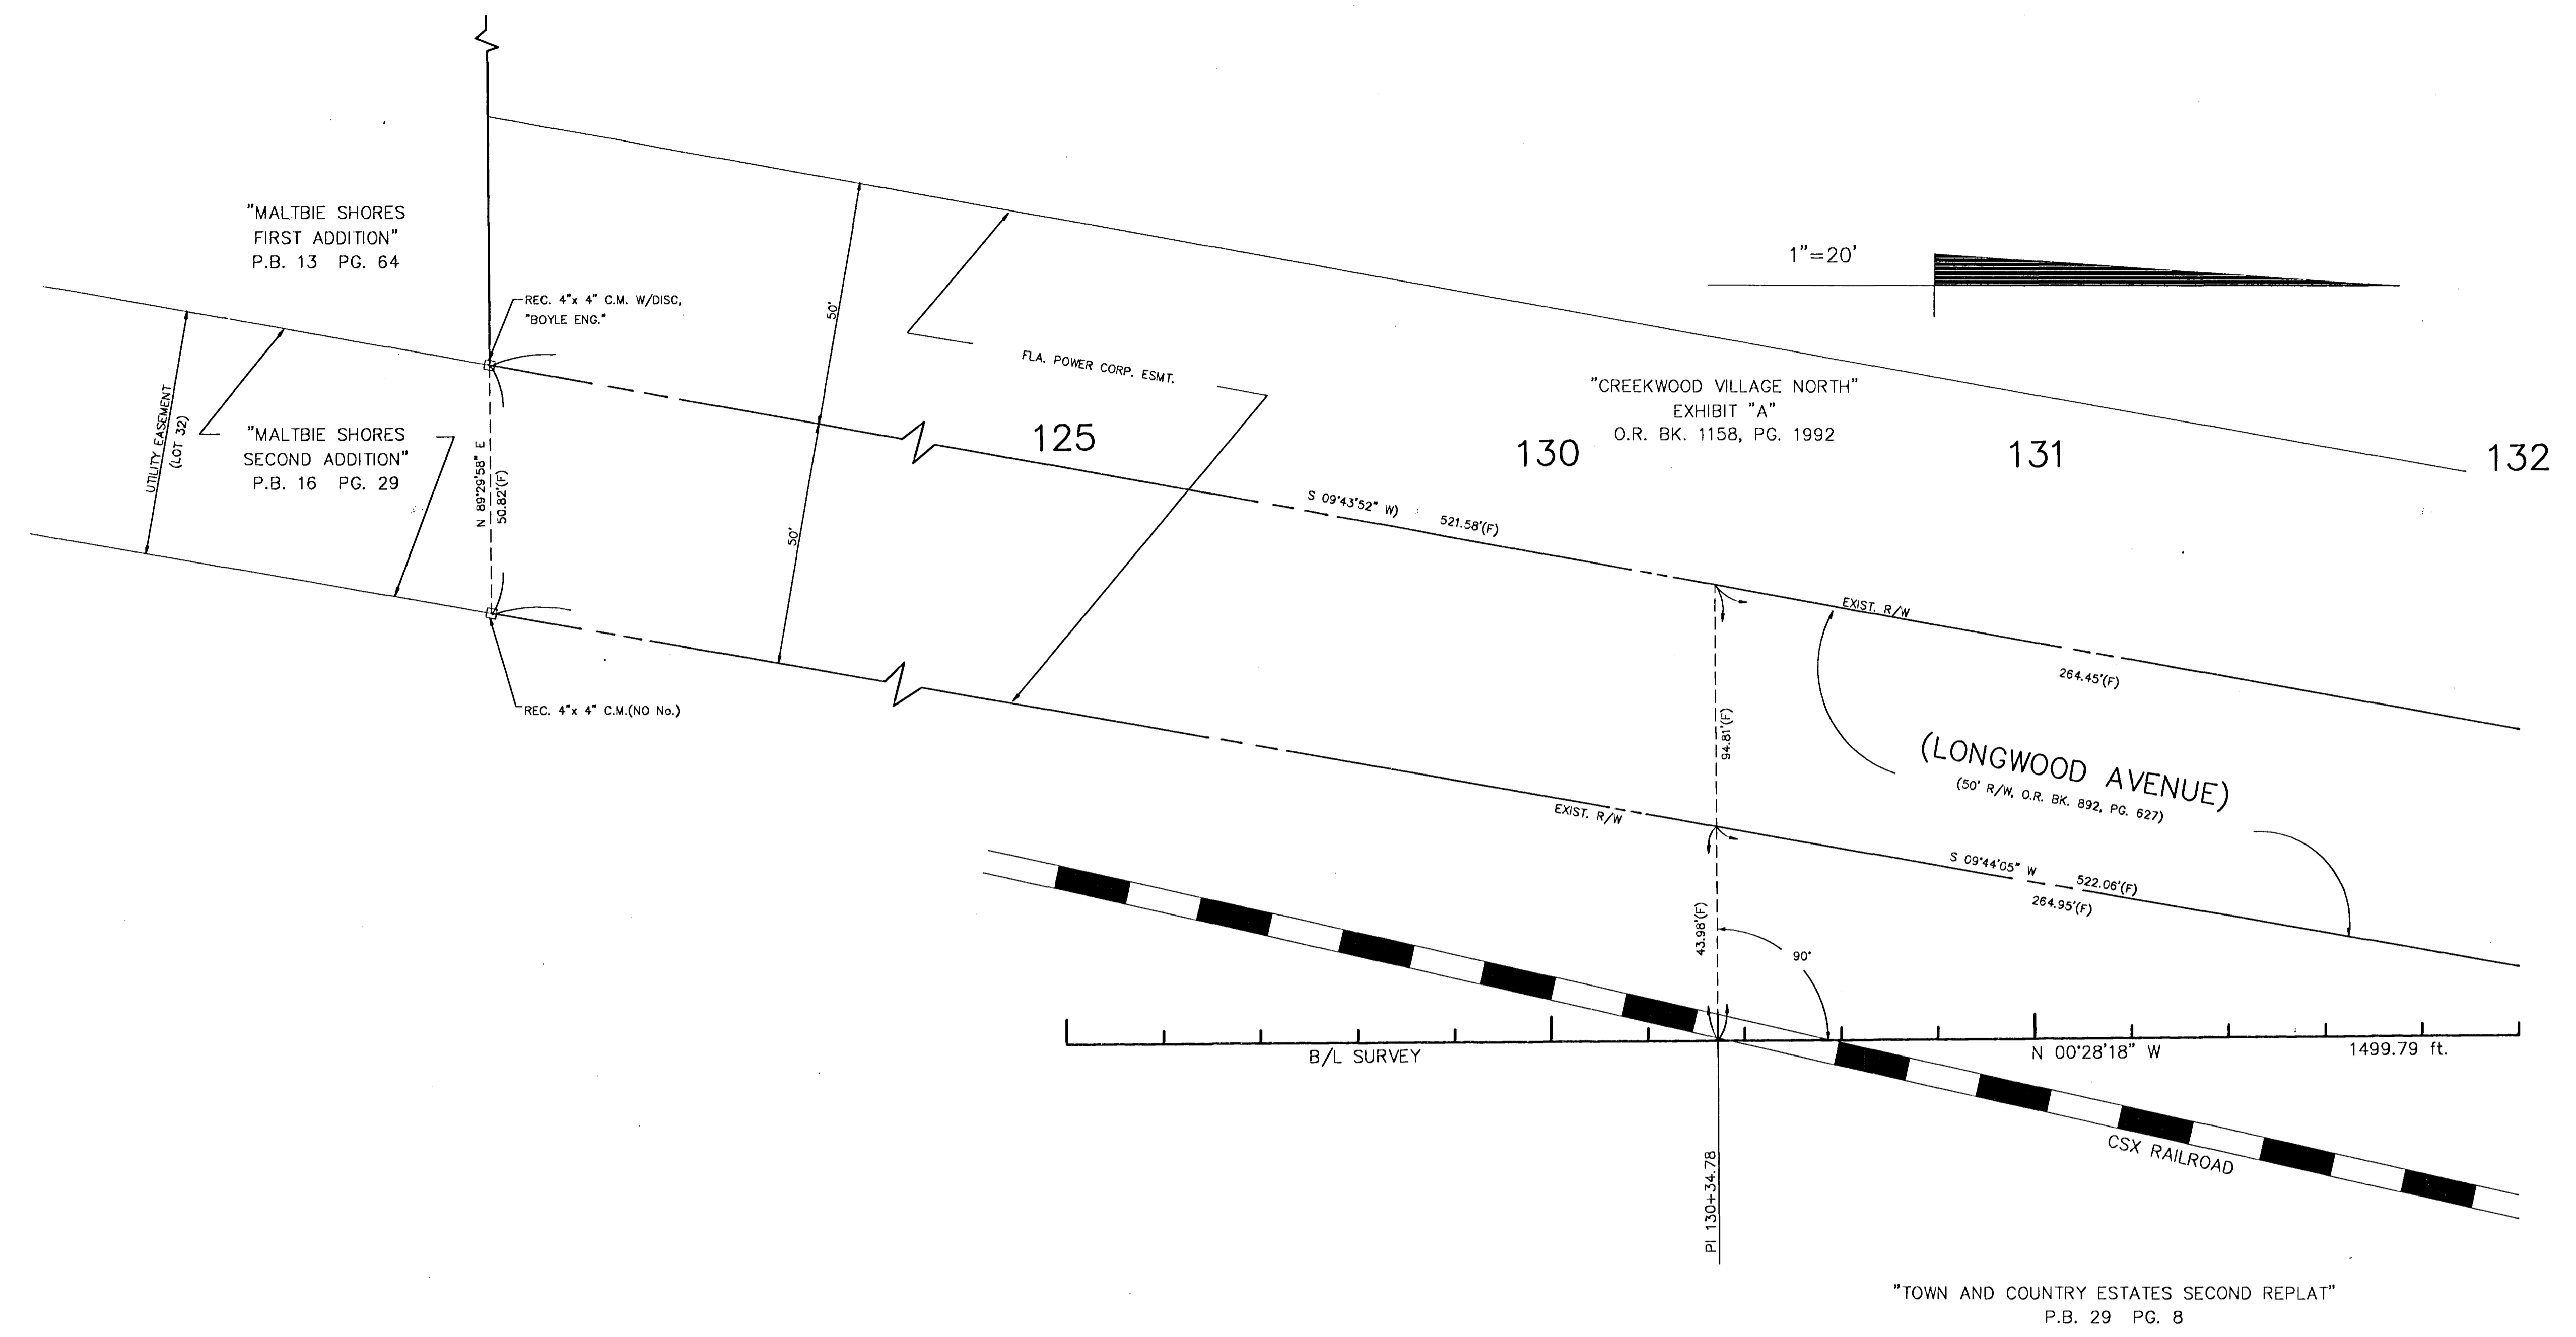 "MALTBIE SHORES
FIRST ADDITION"
P.B. 13 PG. 64
REC. 4"x 4" C.M. W/DISC,
"BOYLE ENG."
UTILITY EASEMENT
(LOT 32)
"MALTBIE SHORES
SECOND ADDITION"
P.B. 16 PG. 29
N 89°29'58" E
50.82'(F)
REC. 4"x 4" C.M.(NO No.)
50'
50'
FLA. POWER CORP. ESMT.
1"=20'
"CREEKWOOD VILLAGE NORTH"
EXHIBIT "A"
O.R. BK. 1158, PG. 1992
125
130
131
132
S 09°43'52" W)
521.58'(F)
EXIST. R/W
264.45'(F)
94.81'(F)
(LONGWOOD AVENUE)
(50' R/W, O.R. BK. 892, PG. 627)
EXIST. R/W
S 09°44'05" W
522.06'(F)
264.95'(F)
43.98'(F)
90°
B/L SURVEY
N 00°28'18" W
1499.79 ft.
CSX RAILROAD
PI 130+34.78
"TOWN AND COUNTRY ESTATES SECOND REPLAT"
P.B. 29 PG. 8